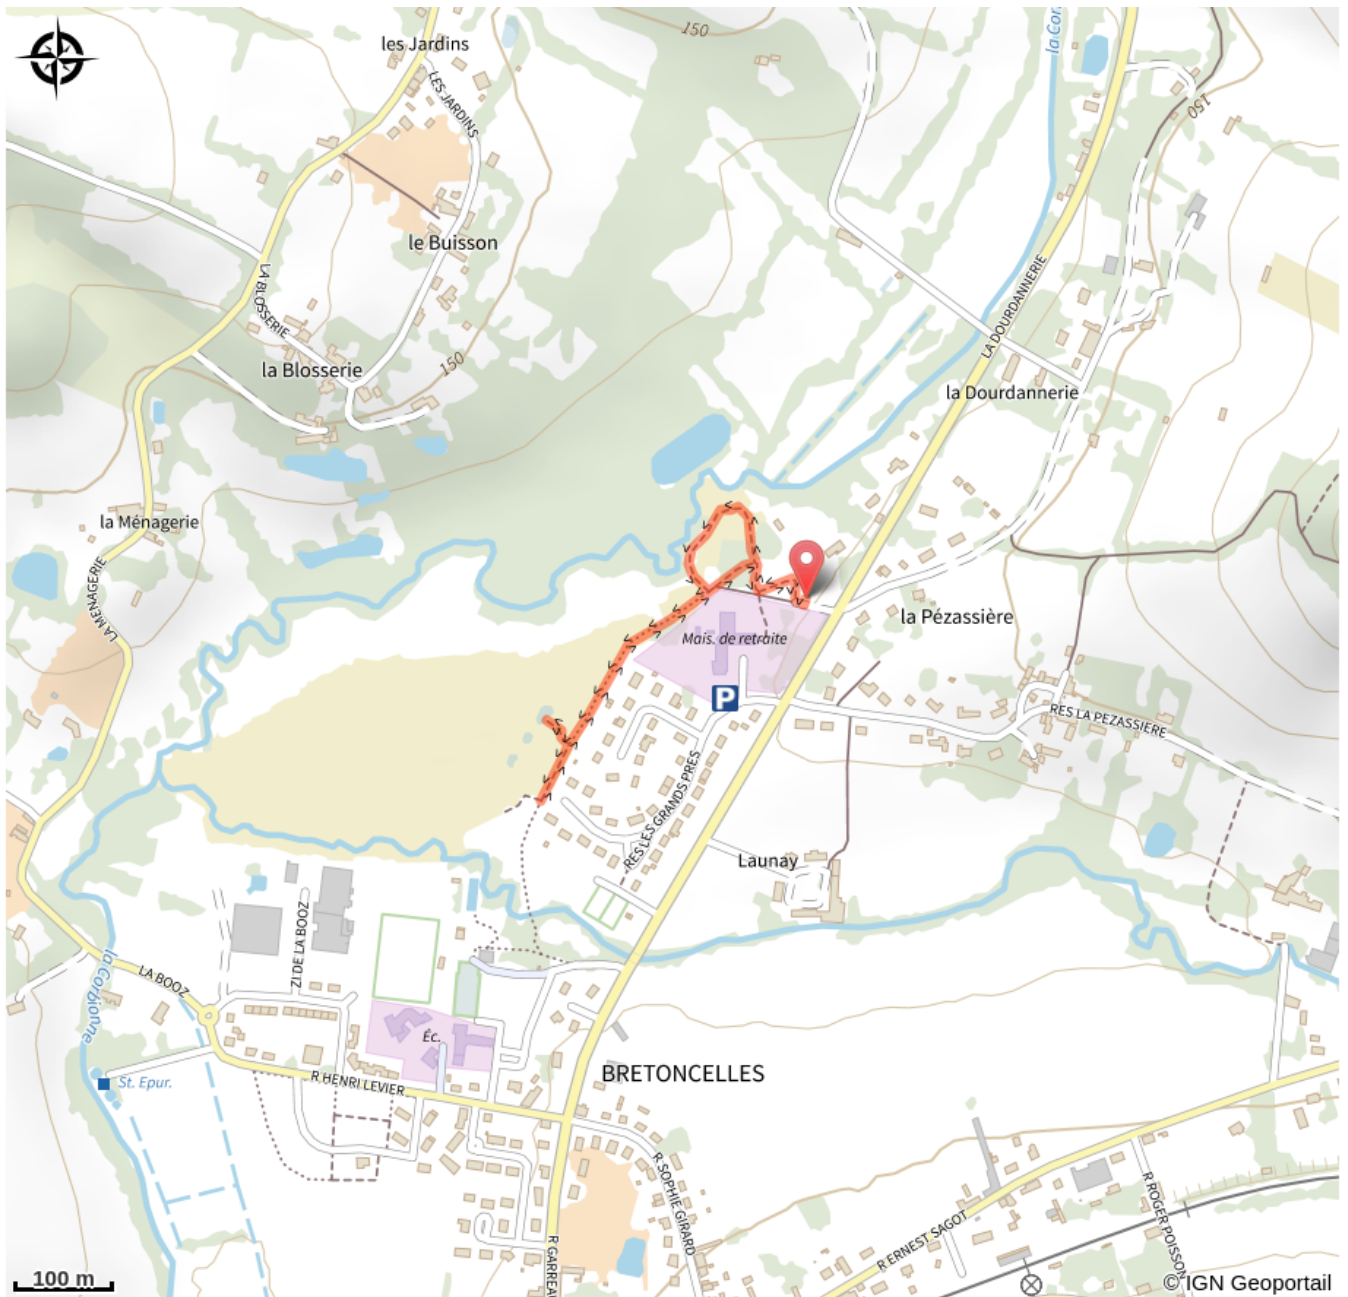 150
les Jardins
la Cor
LES JARDINS
150
le Buisson
LA BLOSSERIE
LA DOURDANNERIE
150
la Blosserie
la Dourdannerie
la Ménagerie
LA MENAGERIE
la Pézassière
Mais. de retraite
P
RES LA PEZASSIERE
RES LES GRANDS PRES
Launay
ZI DE LA BOOZ
LA BOOZ
la Corbionne
Éc.
St. Epur.
R HENRI LEVIER
BRETONCELLES
R SOPHIE GIRARD
R ROGER POISSON
R ERNEST SAGOT
R GARREAU
100 m
© IGN Geoportail